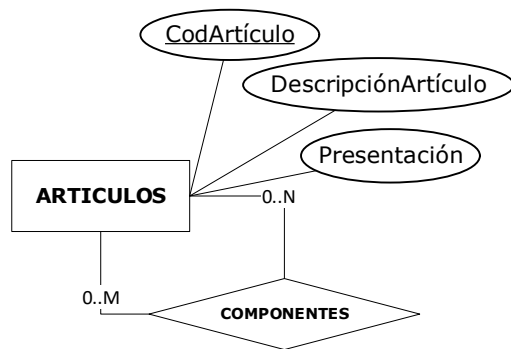 CodArtículo
DescripciónArtículo
Presentación
ARTICULOS
0..N
0..M
COMPONENTES